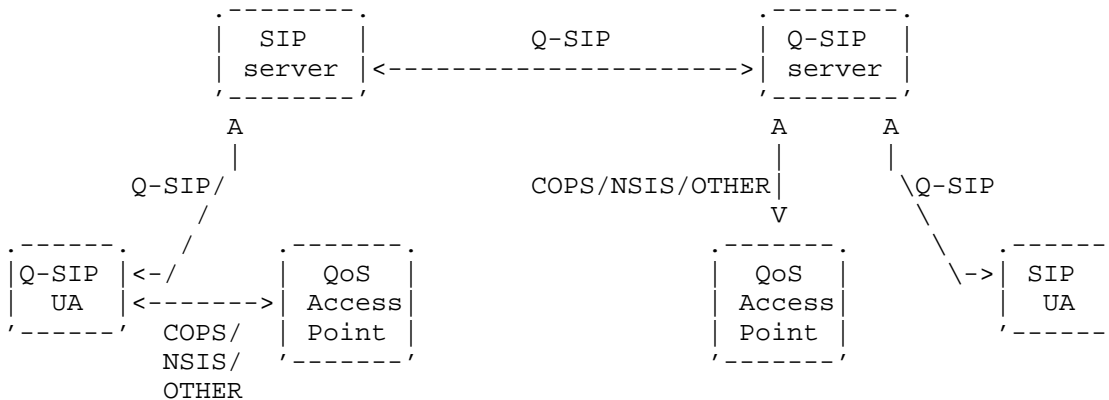 SIP Q-SIP Q-SIP
server <----------------------> server
A A A
Q-SIP/ COPS/NSIS/OTHER \Q-SIP
V
Q-SIP <-/ QoS QoS \-> SIP
UA <-------> Access Access UA
COPS/ Point Point
NSIS/
OTHER